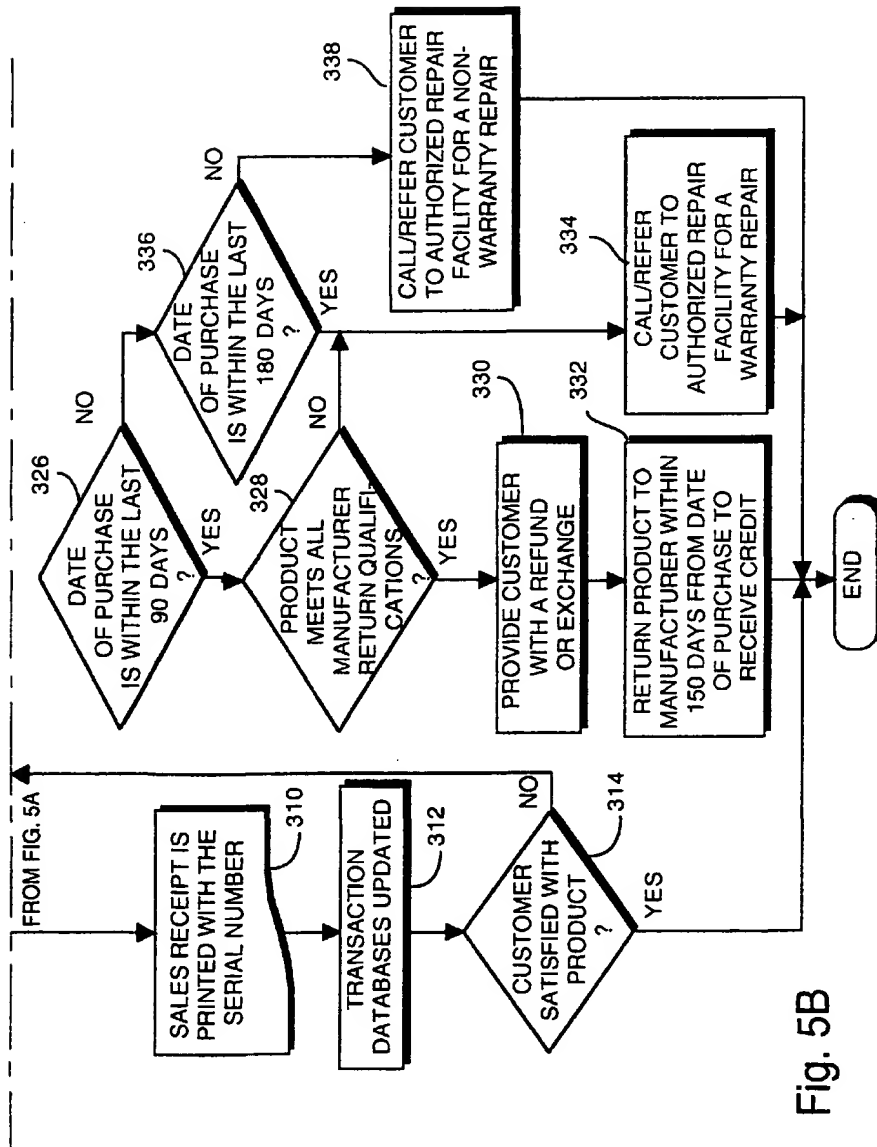 FROM FIG. 5A
SALES RECEIPT IS
PRINTED WITH THE
SERIAL NUMBER
310
TRANSACTION
DATABASES UPDATED
312
CUSTOMER
SATISFIED WITH
PRODUCT
?
314
NO
YES
326
DATE
OF PURCHASE
IS WITHIN THE LAST
90 DAYS
?
NO
YES
328
PRODUCT
MEETS ALL
MANUFACTURER
RETURN QUALIFI-
CATIONS
?
NO
YES
330
PROVIDE CUSTOMER
WITH A REFUND
OR EXCHANGE
332
RETURN PRODUCT TO
MANUFACTURER WITHIN
150 DAYS FROM DATE
OF PURCHASE TO
RECEIVE CREDIT
336
DATE
OF PURCHASE
IS WITHIN THE LAST
180 DAYS
?
NO
YES
334
CALL/REFER
CUSTOMER TO
AUTHORIZED REPAIR
FACILITY FOR A
WARRANTY REPAIR
338
CALL/REFER CUSTOMER
TO AUTHORIZED REPAIR
FACILITY FOR A NON-
WARRANTY REPAIR
END
Fig. 5B